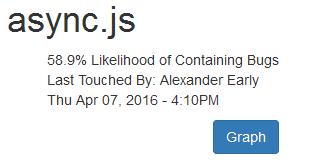 async.js
58.9% Likelihood of Containing Bugs
Last Touched By: Alexander Early
Thu Apr 07, 2016 - 4:10PM
Graph